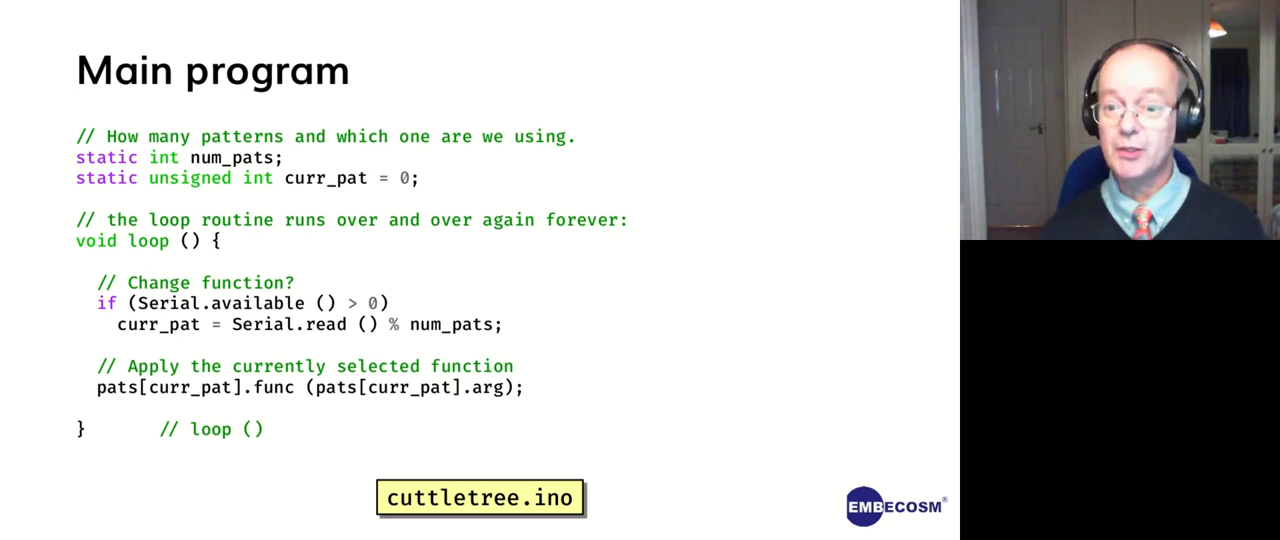 Main program
// How many patterns and which one are we using.
static int num_pats;
static unsigned int curr_pat = 0;
// the loop routine runs over and over again forever:
void loop () {
// Change function?
if (Serial.available () > 0)
curr_pat = Serial.read () % num_pats;
// Apply the currently selected function
pats[curr_pat].func (pats[curr_pat].arg);
} // loop ()
cuttletree.ino
EMBECOSM®